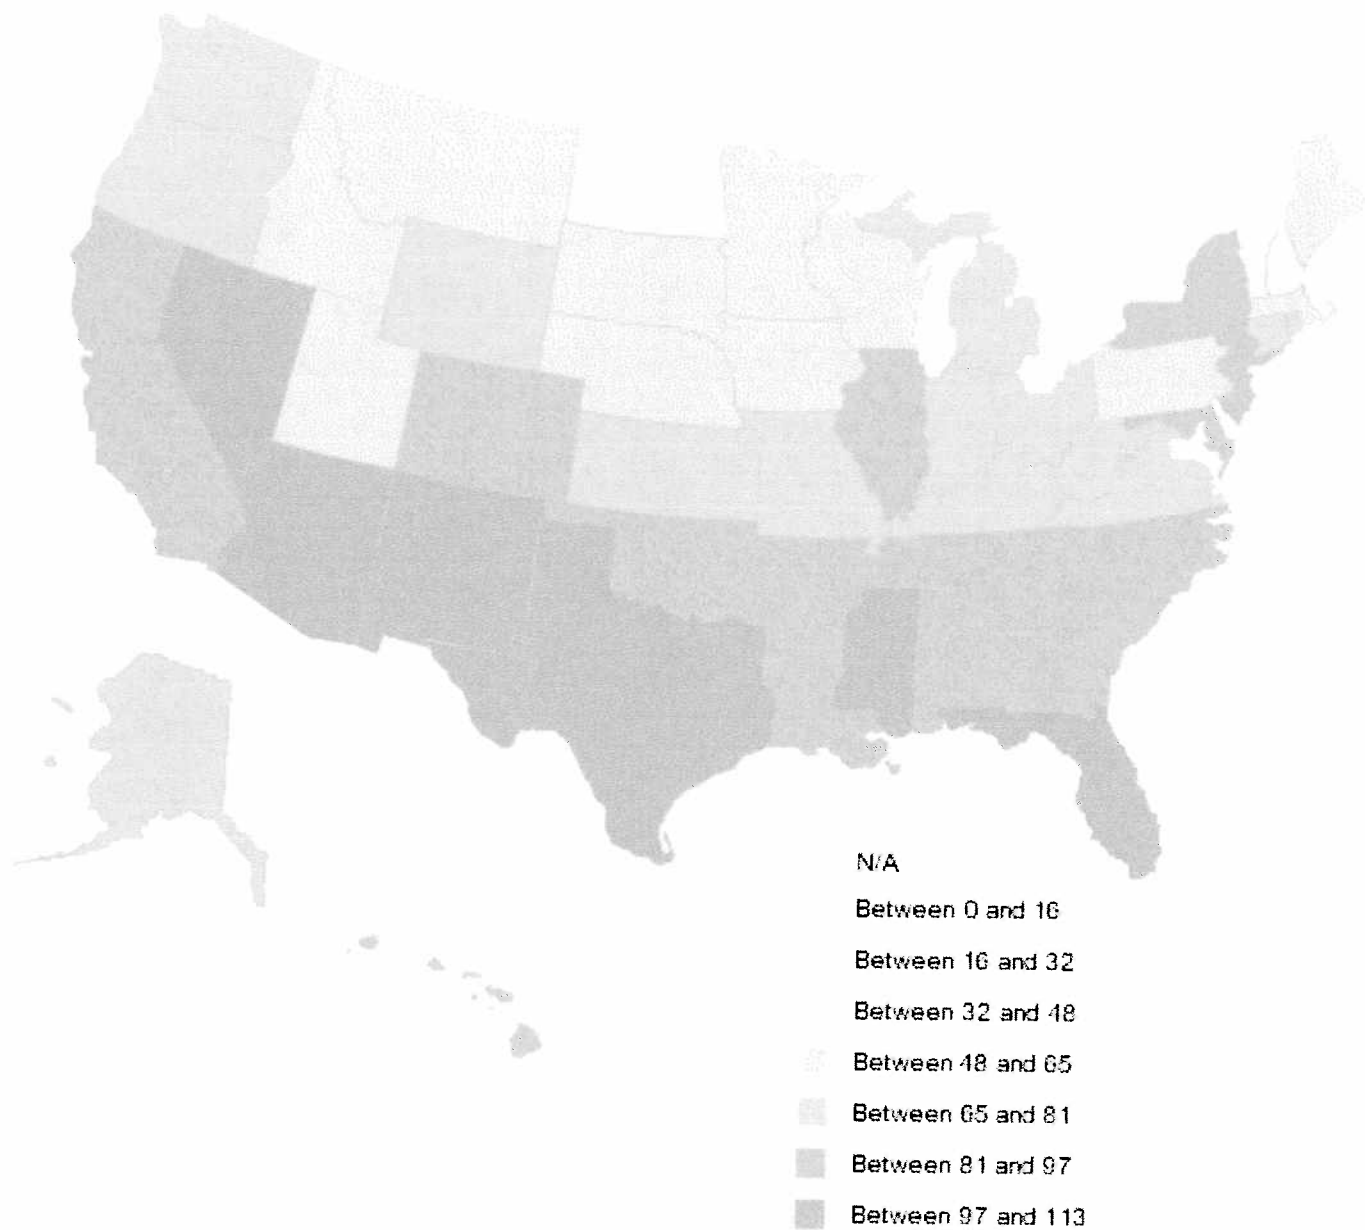 N/A
Between 0 and 16
Between 16 and 32
Between 32 and 48
Between 48 and 65
Between 65 and 81
Between 81 and 97
Between 97 and 113